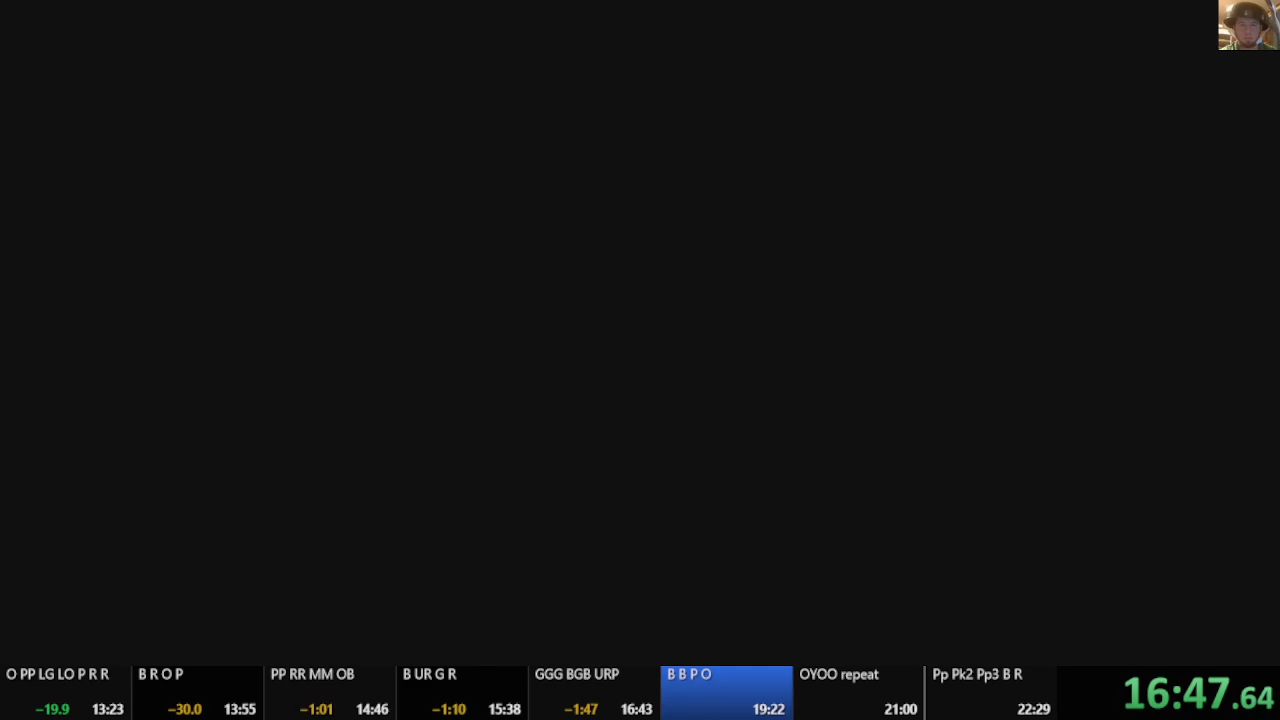 O PP LG LO P R R
−19.9 13:23
B R O P
−30.0 13:55
PP RR MM OB
−1:01 14:46
B UR G R
−1:10 15:38
GGG BGB URP
−1:47 16:43
B B P O
19:22
OYOO repeat
21:00
Pp Pk2 Pp3 B R
22:29
16:47.64